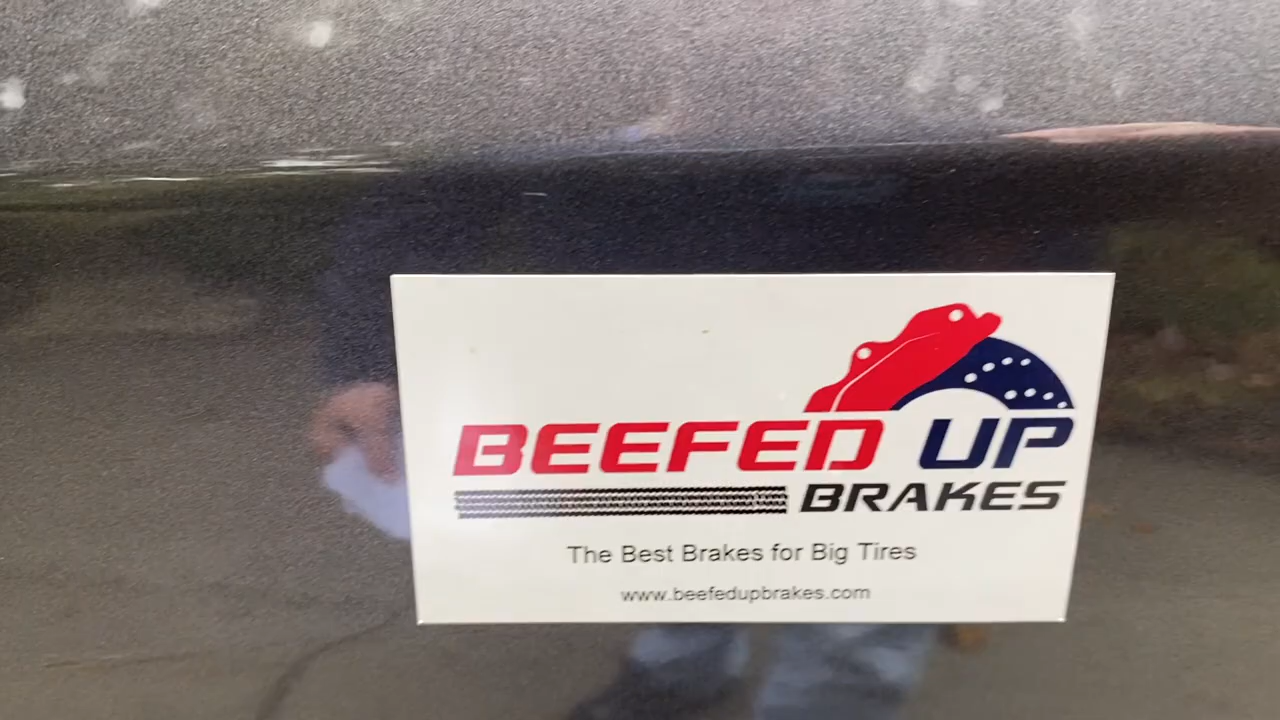 BEEFED UP
BRAKES
The Best Brakes for Big Tires
www.beefedupbrakes.com